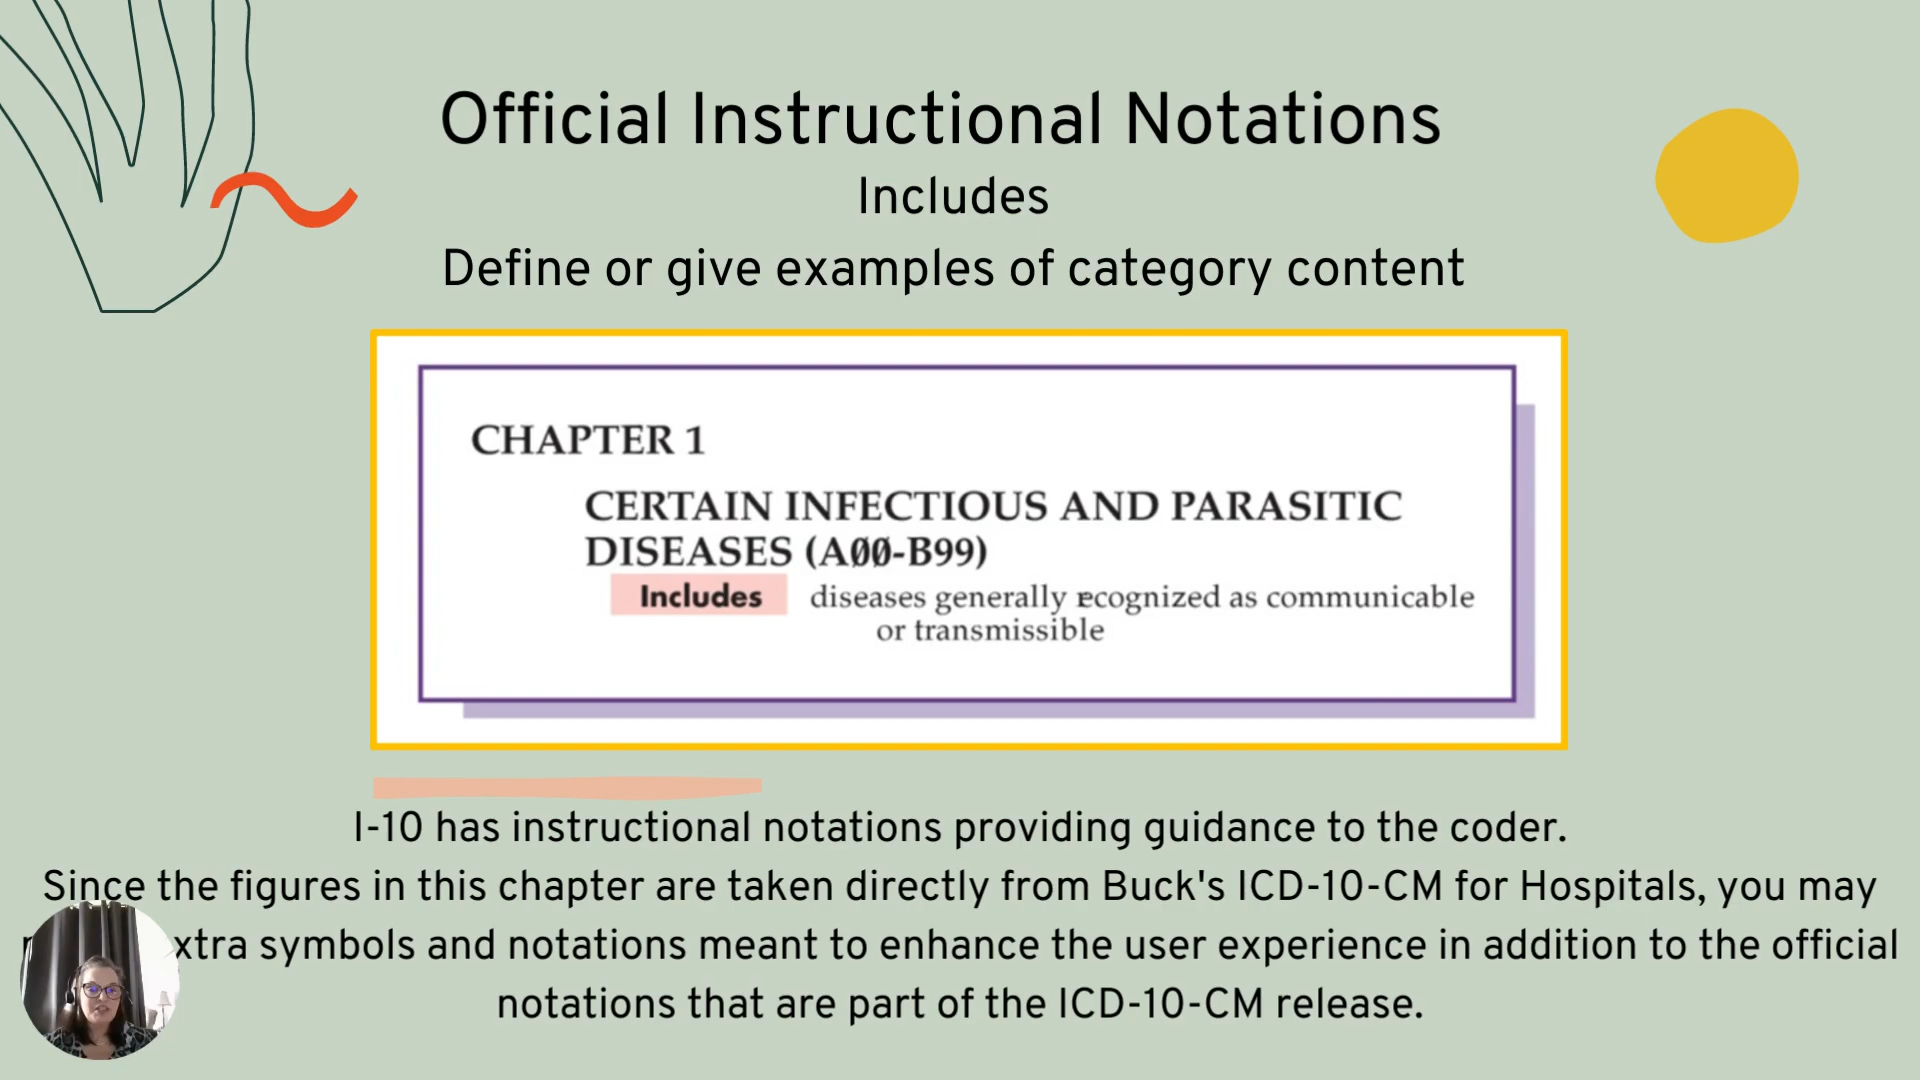 Official Instructional Notations
Includes
Define or give examples of category content
CHAPTER 1
CERTAIN INFECTIOUS AND PARASITIC
DISEASES (AØØ-B99)
Includes diseases generally recognized as communicable
or transmissible
I-10 has instructional notations providing guidance to the coder.
Since the figures in this chapter are taken directly from Buck's ICD-10-CM for Hospitals, you may
xtra symbols and notations meant to enhance the user experience in addition to the official
notations that are part of the ICD-10-CM release.